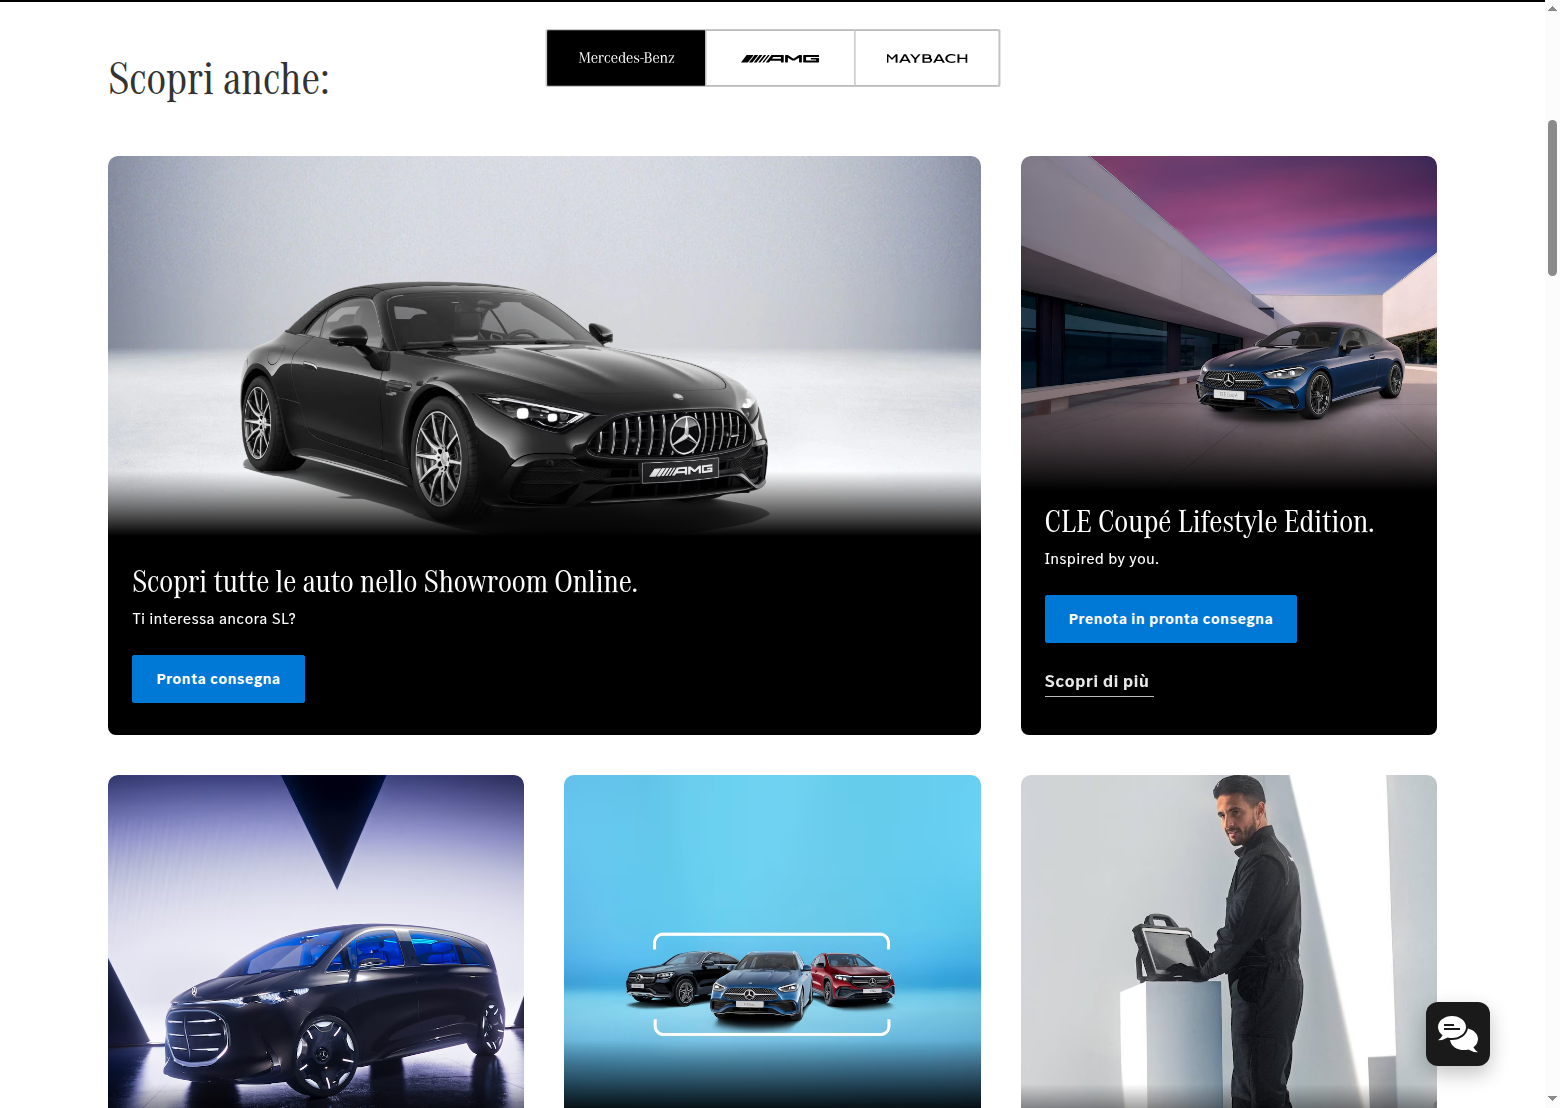 Scopri anche:
Mercedes-Benz
AMG
MAYBACH
AMG
Scopri tutte le auto nello Showroom Online.
Ti interessa ancora SL?
Pronta consegna
CLE Coupé Lifestyle Edition.
Inspired by you.
Prenota in pronta consegna
Scopri di più